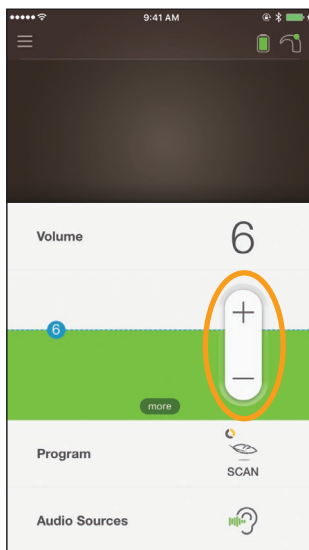 9:41 AM
Volume 6
+
6
−
more
Program
SCAN
Audio Sources